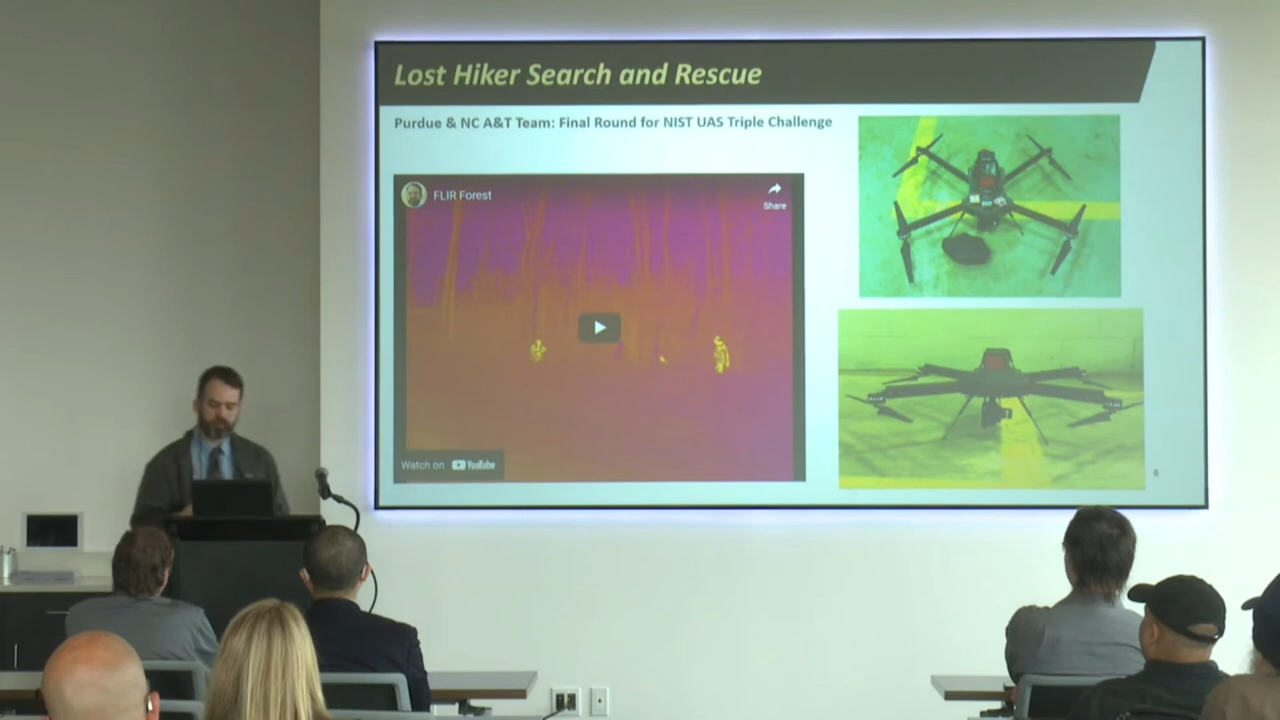 Lost Hiker Search and Rescue
Purdue & NC A&T Team: Final Round for NIST UAS Triple Challenge
FLIR Forest
Share
Watch on YouTube
6